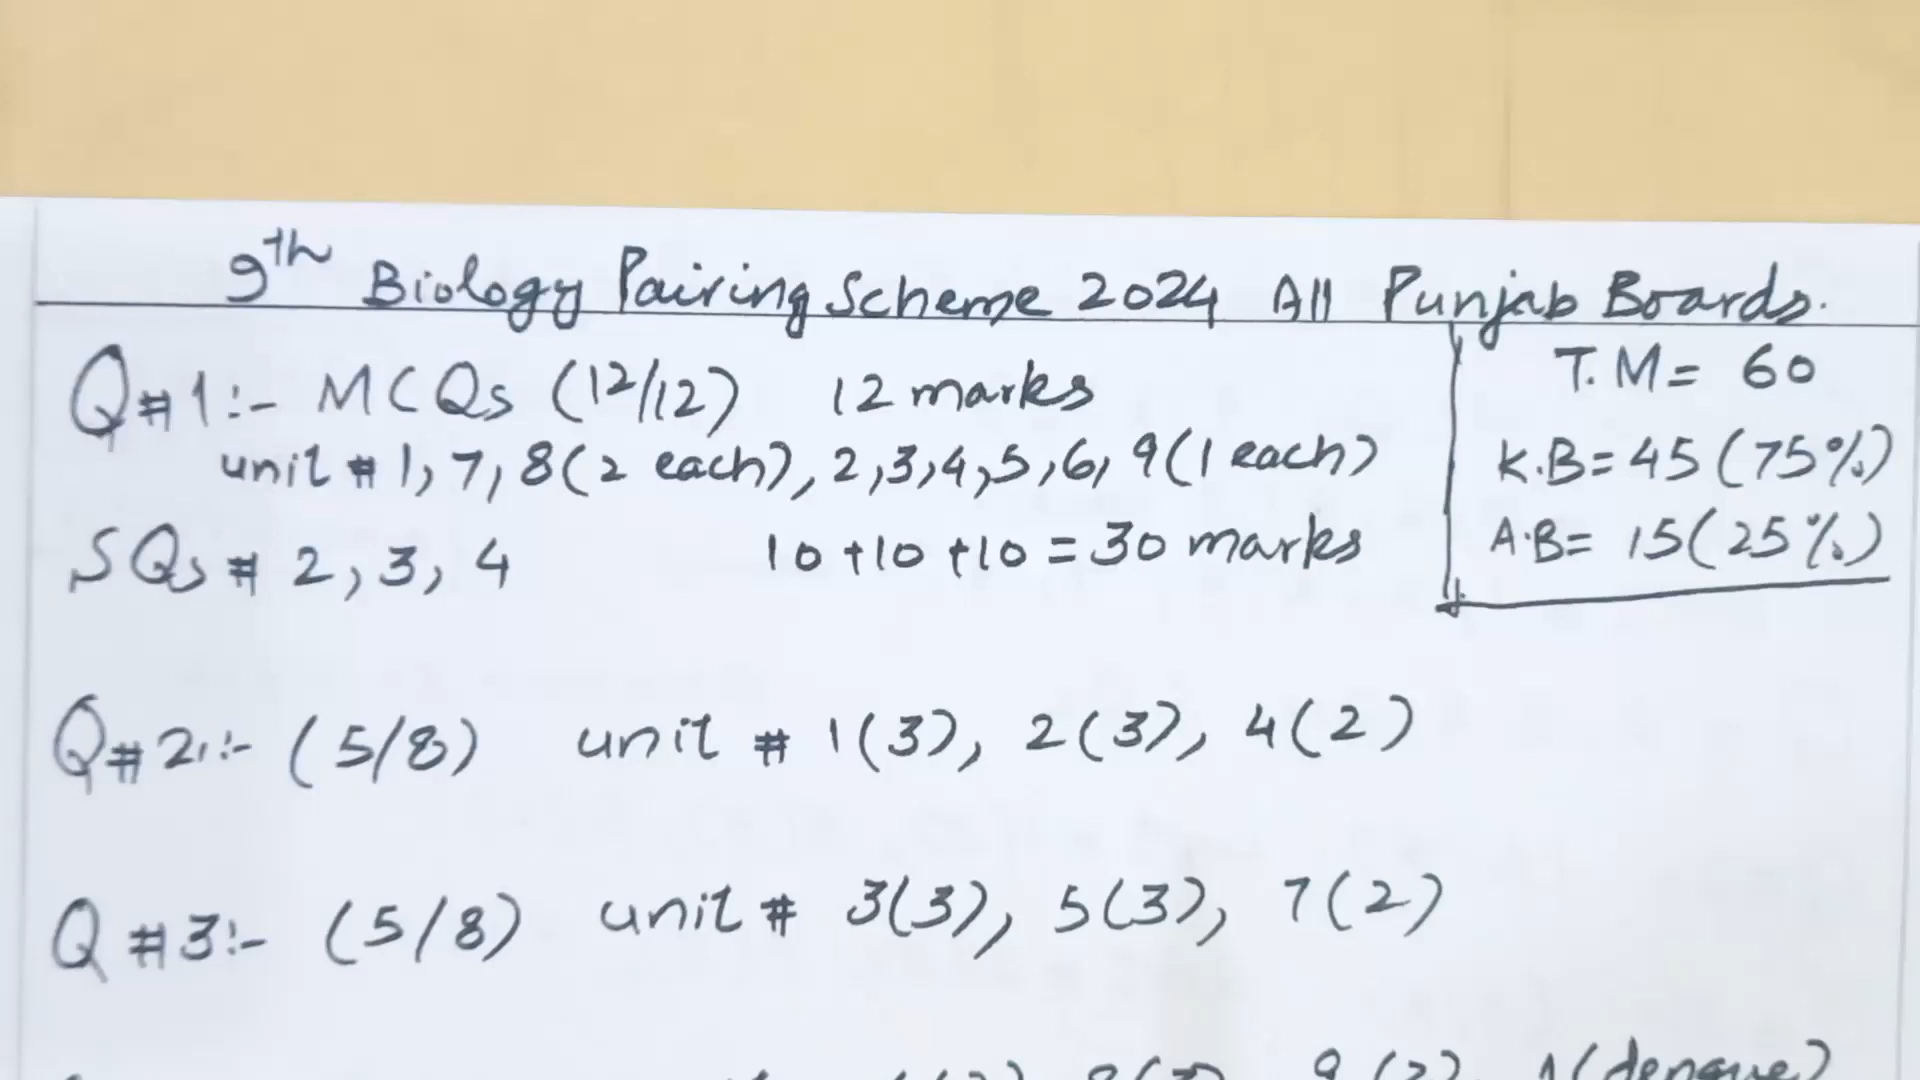 9th Biology Pairing Scheme 2024 All Punjab Boards.
T.M = 60
K.B = 45 (75%)
A.B = 15 (25%)
Q#1:- MCQs (12/12) 12 marks
unit # 1, 7, 8 (2 each), 2, 3, 4, 5, 6, 9 (1 each)
SQs # 2, 3, 4 10 + 10 + 10 = 30 marks
Q#2:- (5/8) unit # 1(3), 2(3), 4(2)
Q#3:- (5/8) unit # 3(3), 5(3), 7(2)
(dengue)